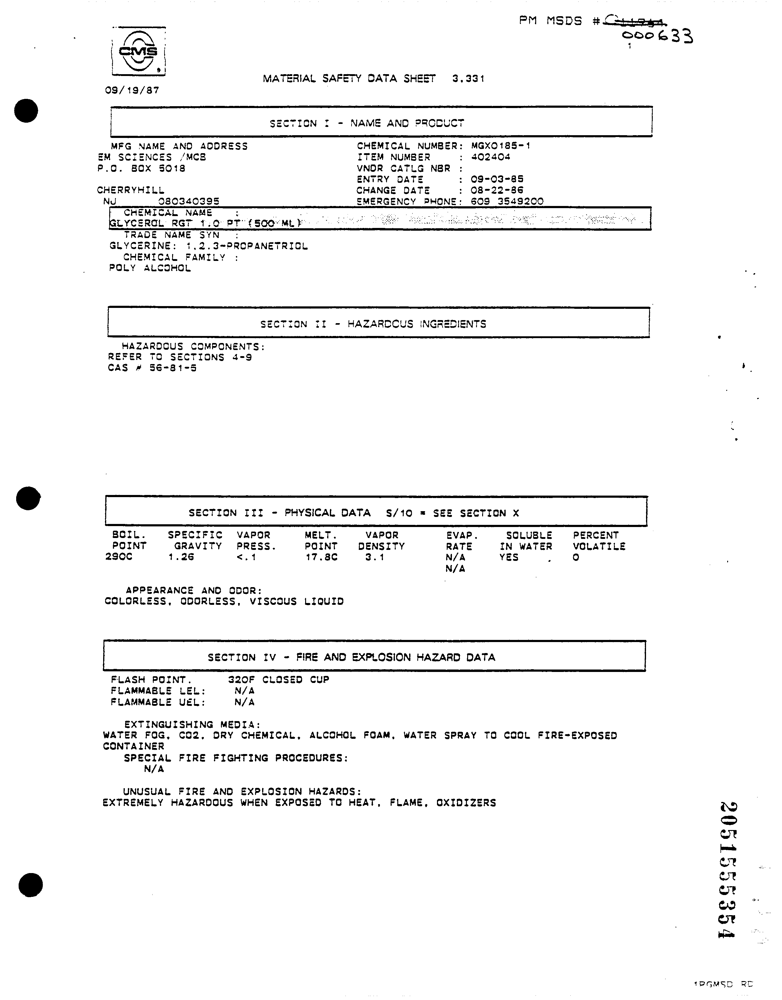 PM MSDS #
000633
1
CMS
MATERIAL SAFETY DATA SHEET 3,331
09/19/87
SECTION I - NAME AND PRODUCT
MFG NAME AND ADDRESS CHEMICAL NUMBER: MGX0185-1
EM SCIENCES /MCB ITEM NUMBER : 402404
P.O. BOX 5018 VNDR CATLG NBR :
ENTRY DATE : 09-03-85
CHERRYHILL CHANGE DATE : 08-22-86
NJ 080340395 EMERGENCY PHONE: 609 3549200
CHEMICAL NAME :
GLYCEROL RGT 1.0 PT (500 ML)
TRADE NAME SYN :
GLYCERINE: 1.2.3-PROPANETRIOL
CHEMICAL FAMILY :
POLY ALCOHOL
SECTION II - HAZARDOUS INGREDIENTS
HAZARDOUS COMPONENTS:
REFER TO SECTIONS 4-9
CAS # 56-81-5
SECTION III - PHYSICAL DATA S/10 = SEE SECTION X
BOIL. SPECIFIC VAPOR MELT. VAPOR EVAP. SOLUBLE PERCENT
POINT GRAVITY PRESS. POINT DENSITY RATE IN WATER VOLATILE
290C 1.26 <.1 17.8C 3.1 N/A YES 0
N/A
APPEARANCE AND ODOR:
COLORLESS, ODORLESS, VISCOUS LIQUID
SECTION IV - FIRE AND EXPLOSION HAZARD DATA
FLASH POINT. 320F CLOSED CUP
FLAMMABLE LEL: N/A
FLAMMABLE UEL: N/A
EXTINGUISHING MEDIA:
WATER FOG, CO2, DRY CHEMICAL, ALCOHOL FOAM, WATER SPRAY TO COOL FIRE-EXPOSED
CONTAINER
SPECIAL FIRE FIGHTING PROCEDURES:
N/A
UNUSUAL FIRE AND EXPLOSION HAZARDS:
EXTREMELY HAZARDOUS WHEN EXPOSED TO HEAT, FLAME, OXIDIZERS
2051555354
1PGMSD RD